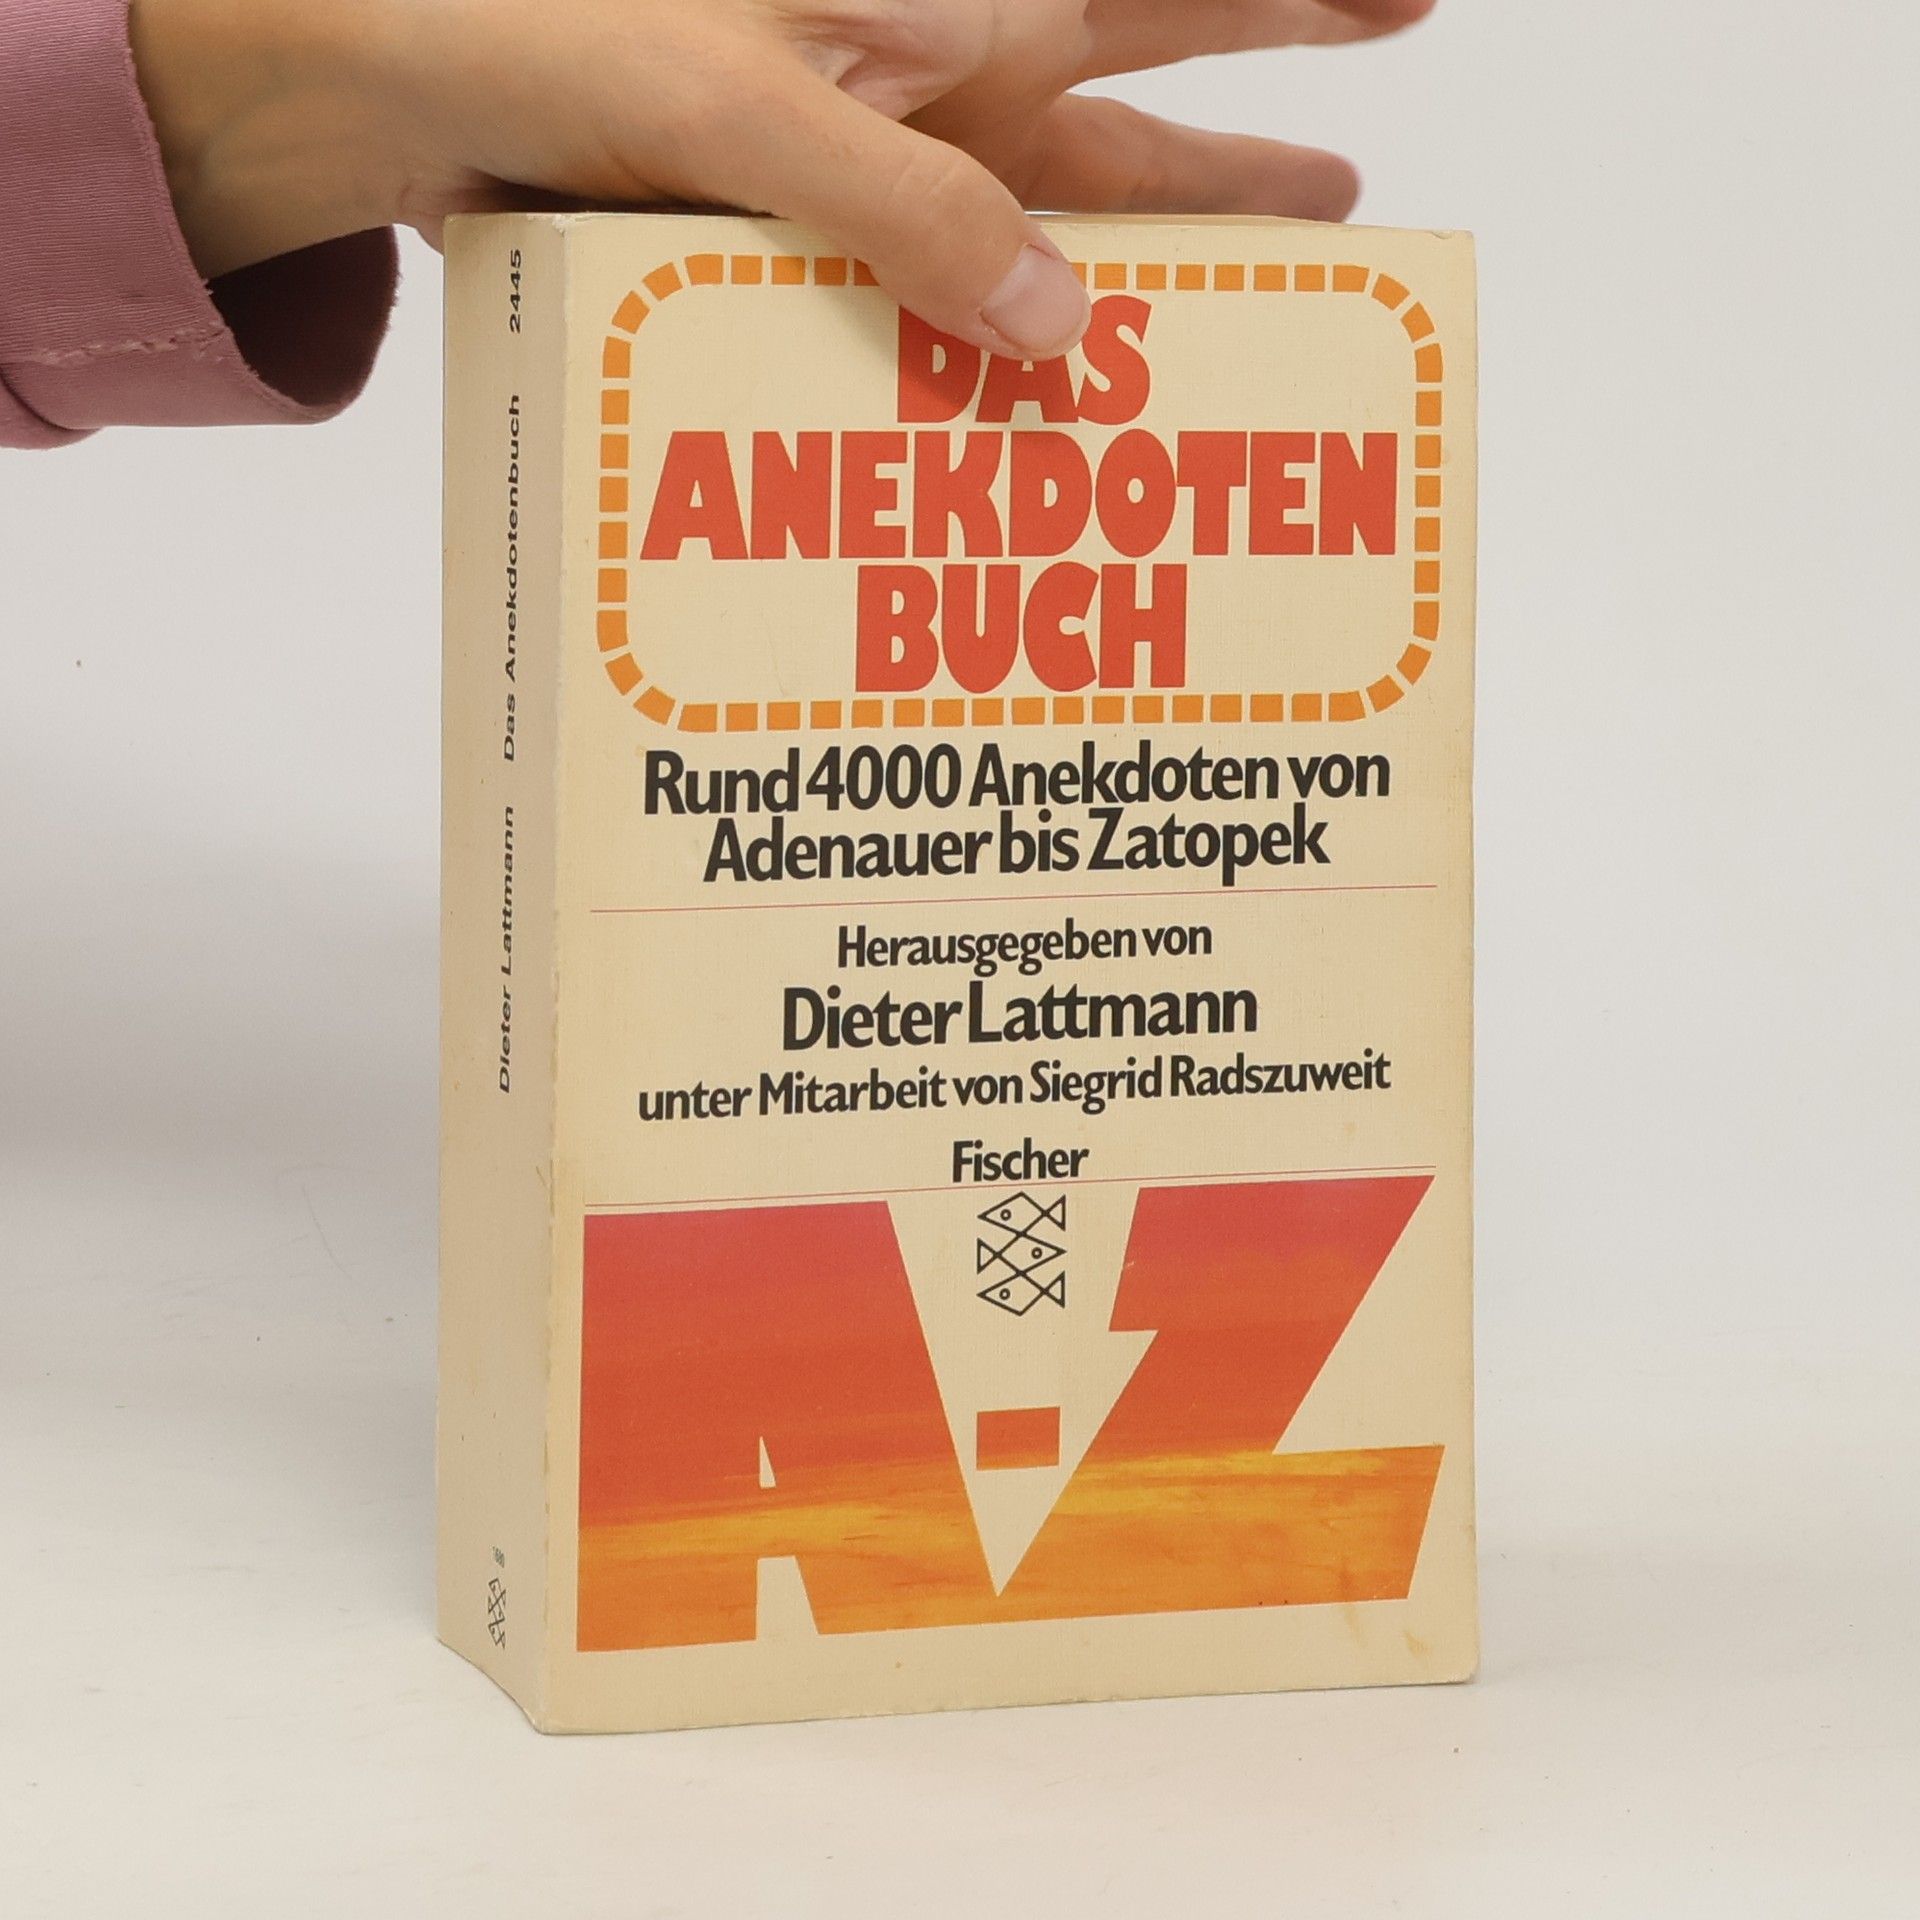 DAS
ANEKDOTEN
BUCH
Rund 4000 Anekdoten von
Adenauer bis Zatopek
Herausgegeben von
Dieter Lattmann
unter Mitarbeit von Siegrid Radszuweit
Fischer
A-Z
Dieter Lattmann Das Anekdotenbuch 2445